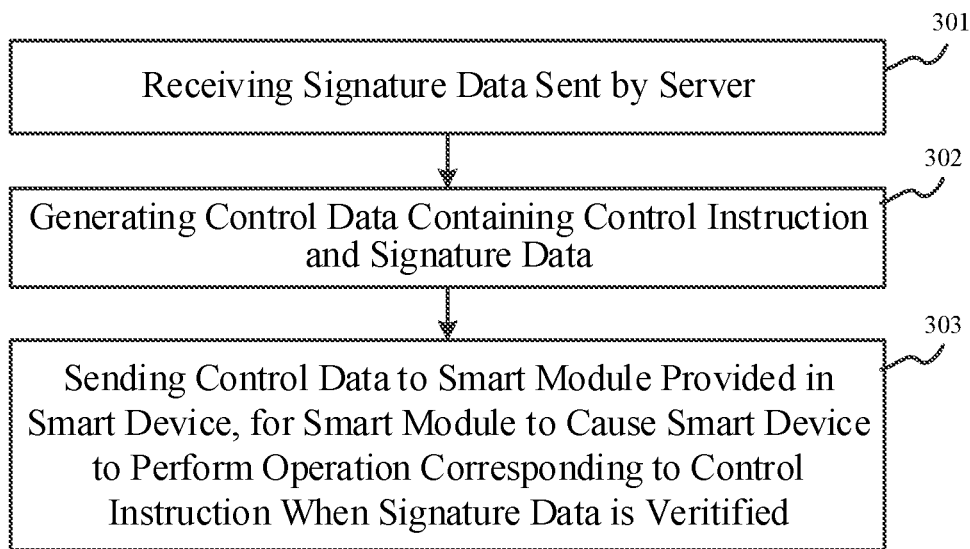 301
Receiving Signature Data Sent by Server
302
Generating Control Data Containing Control Instruction
and Signature Data
303
Sending Control Data to Smart Module Provided in
Smart Device, for Smart Module to Cause Smart Device
to Perform Operation Corresponding to Control
Instruction When Signature Data is Veritified